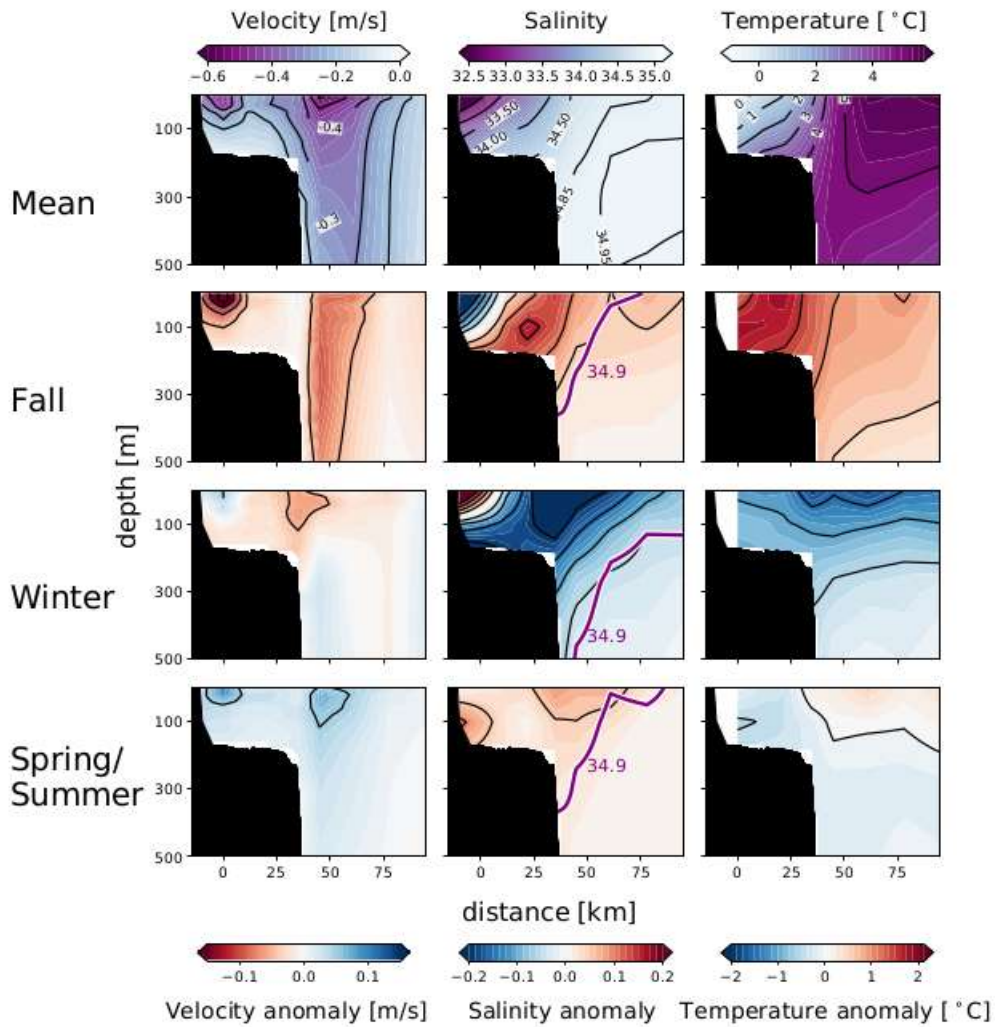 Velocity [m/s] Salinity Temperature [ °C]
−0.6 −0.4 −0.2 0.0 32.5 33.0 33.5 34.0 34.5 35.0 0 2 4
Mean
100
300
500
-0.4
-0.3
33.50
34.00
34.50
34.95
0
1
2
3
4
Fall
100
300
500
34.9
depth [m]
Winter
100
300
500
34.9
Spring/
Summer
100
300
500
34.9
0 25 50 75 0 25 50 75 0 25 50 75
distance [km]
−0.1 0.0 0.1 −0.2 −0.1 0.0 0.1 0.2 −2 −1 0 1 2
Velocity anomaly [m/s] Salinity anomaly Temperature anomaly [ °C]